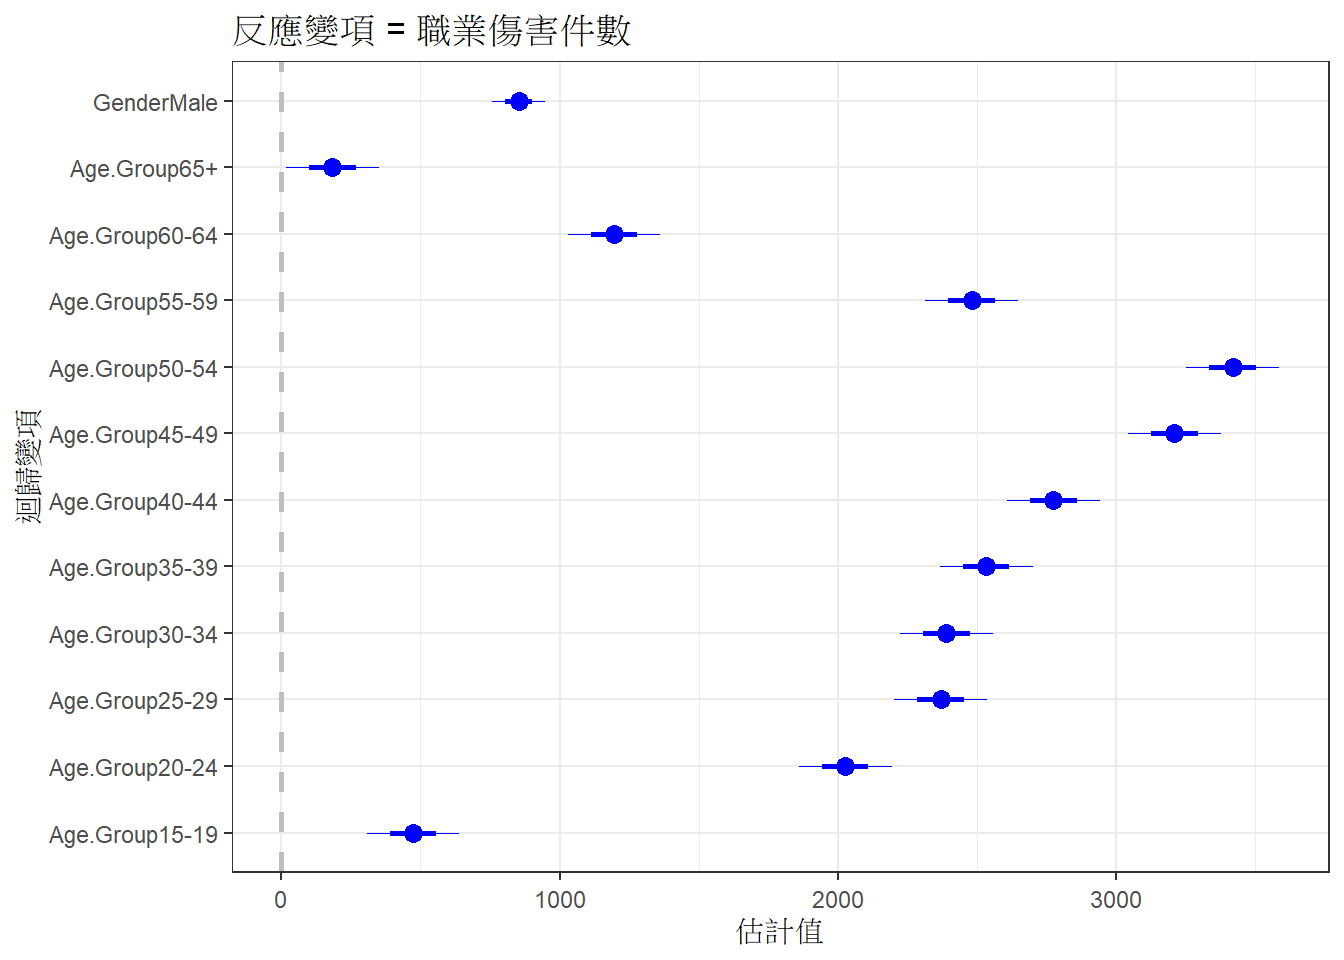 反應變項 = 職業傷害件數
GenderMale
Age.Group65+
Age.Group60-64
Age.Group55-59
Age.Group50-54
Age.Group45-49
Age.Group40-44
Age.Group35-39
Age.Group30-34
Age.Group25-29
Age.Group20-24
Age.Group15-19
迴歸變項
0 1000 2000 3000
估計值